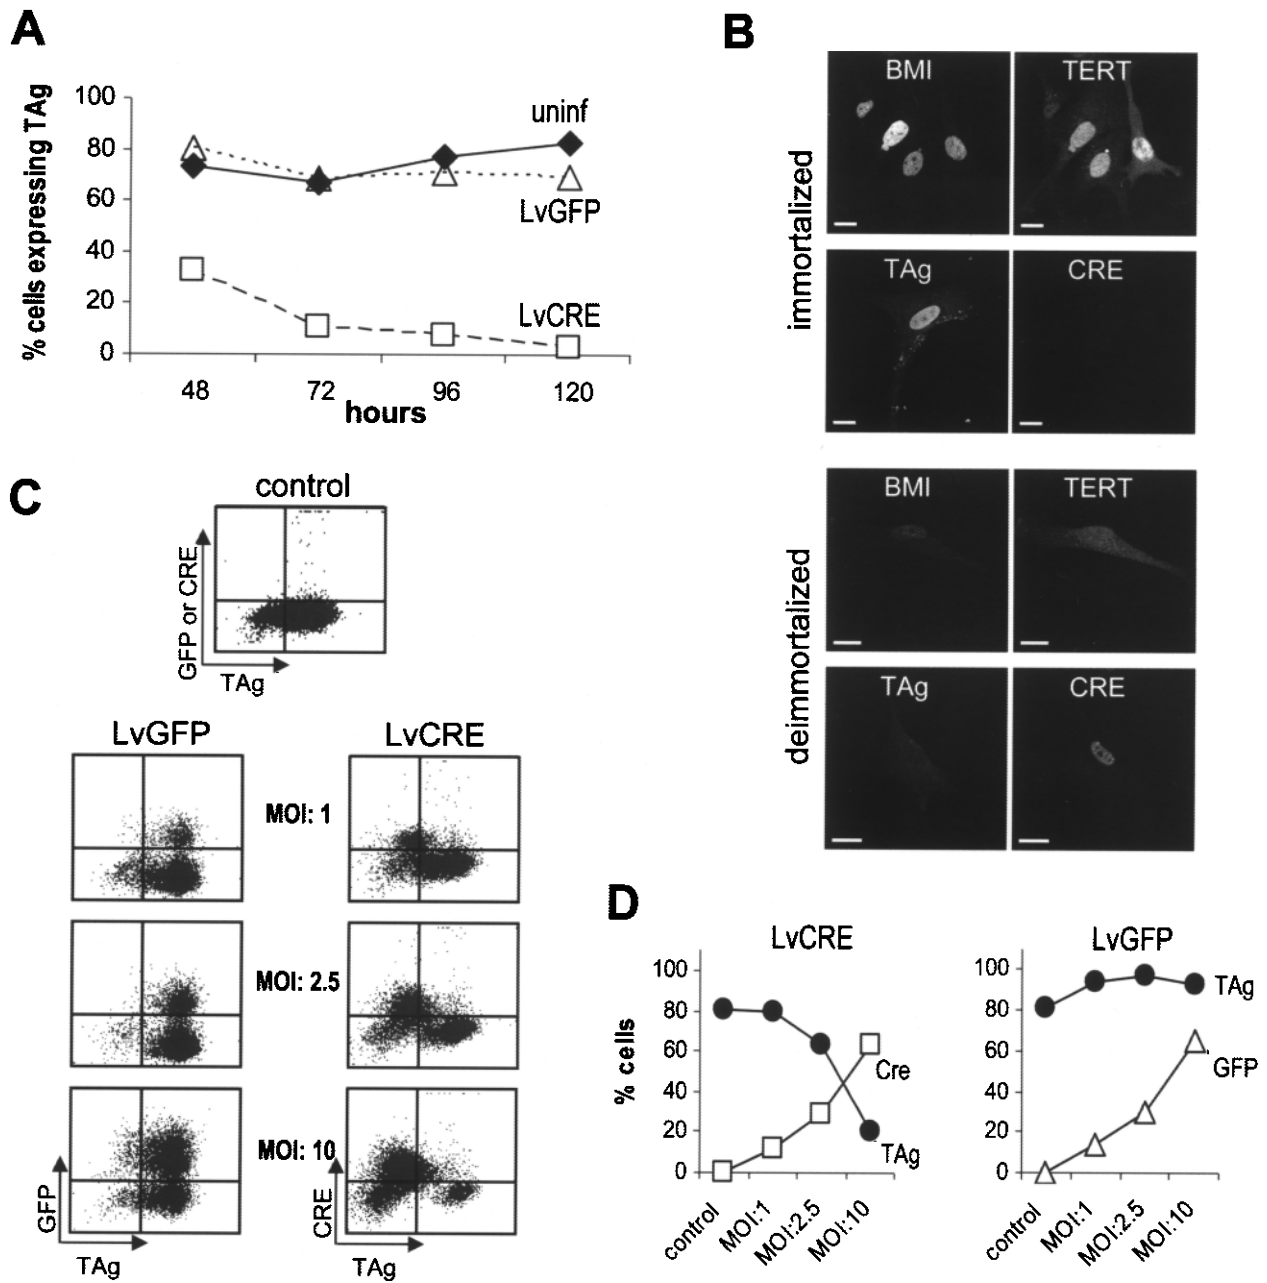 A
% cells expressing TAg
100
80
60
40
20
0
uninf
LvGFP
LvCRE
48
72
96
120
hours
B
immortalized
BMI
TERT
TAg
CRE
deimmortalized
BMI
TERT
TAg
CRE
C
control
GFP or CRE
TAg
LvGFP
LvCRE
MOI: 1
MOI: 2.5
MOI: 10
GFP
TAg
CRE
TAg
D
% cells
LvCRE
100
80
60
40
20
0
Cre
TAg
control
MOI:1
MOI:2.5
MOI:10
LvGFP
100
80
60
40
20
0
TAg
GFP
control
MOI:1
MOI:2.5
MOI:10